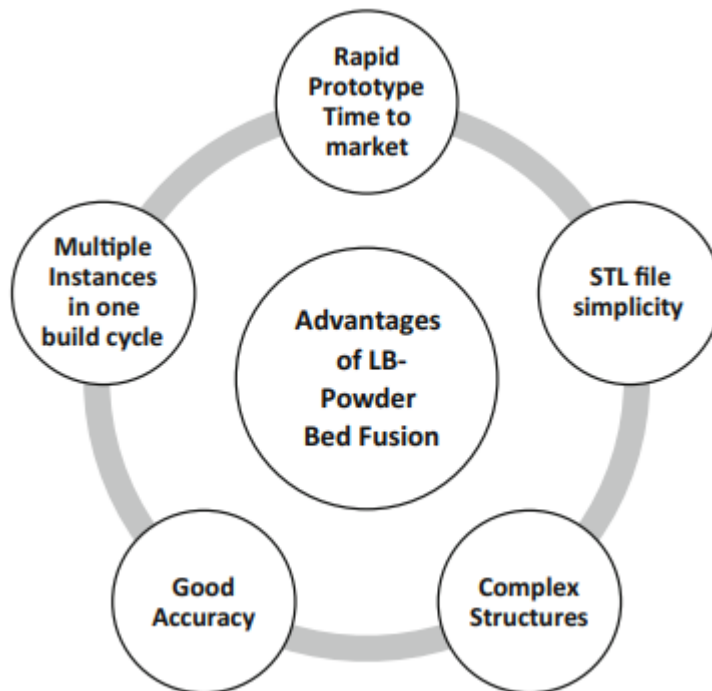 Rapid
Prototype
Time to
market
Multiple
Instances
in one
build cycle
STL file
simplicity
Advantages
of LB-
Powder
Bed Fusion
Good
Accuracy
Complex
Structures